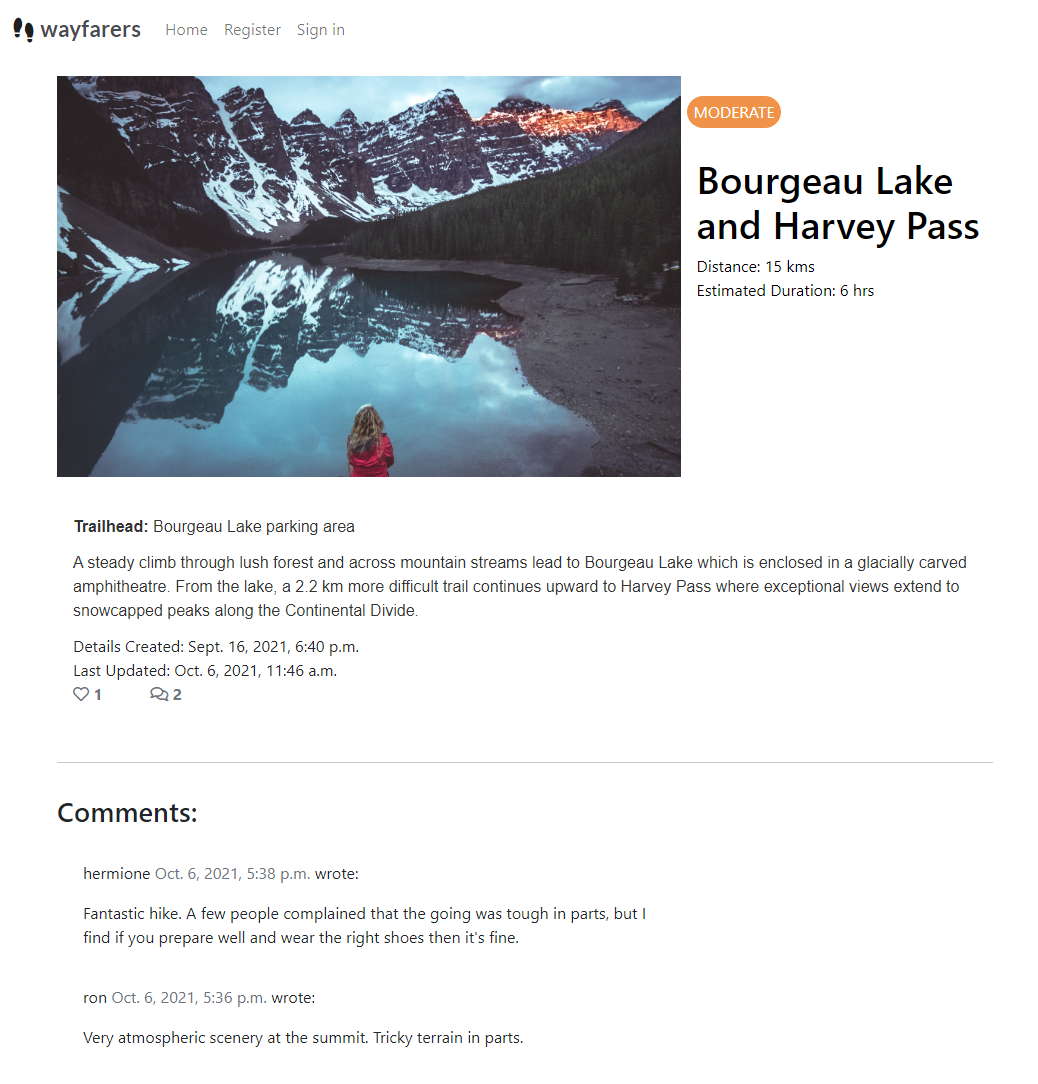 wayfarers Home Register Sign in
MODERATE
Bourgeau Lake
and Harvey Pass
Distance: 15 kms
Estimated Duration: 6 hrs
Trailhead: Bourgeau Lake parking area
A steady climb through lush forest and across mountain streams lead to Bourgeau Lake which is enclosed in a glacially carved
amphitheatre. From the lake, a 2.2 km more difficult trail continues upward to Harvey Pass where exceptional views extend to
snowcapped peaks along the Continental Divide.
Details Created: Sept. 16, 2021, 6:40 p.m.
Last Updated: Oct. 6, 2021, 11:46 a.m.
1 2
Comments:
hermione Oct. 6, 2021, 5:38 p.m. wrote:
Fantastic hike. A few people complained that the going was tough in parts, but I
find if you prepare well and wear the right shoes then it's fine.
ron Oct. 6, 2021, 5:36 p.m. wrote:
Very atmospheric scenery at the summit. Tricky terrain in parts.